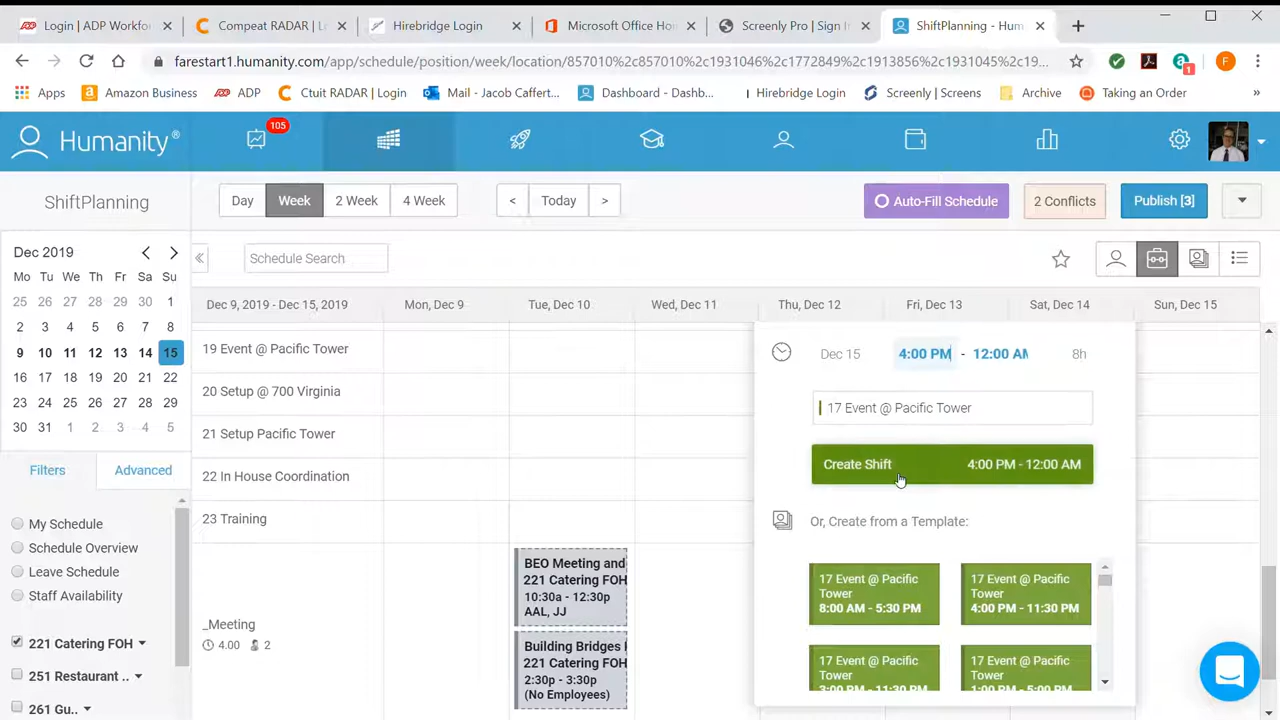 Login | ADP Workfo
Compeat RADAR | L
Hirebridge Login
Microsoft Office Ho
Screenly Pro | Sign I
ShiftPlanning - Hum
farestart1.humanity.com/app/schedule/position/week/location/857010%2c857010%2c1931046%2c1772849%2c1913856%2c1931045%2c19...
1
F
Apps
Amazon Business
ADP
Ctuit RADAR | Login
Mail - Jacob Caffert...
Dashboard - Dashb...
Hirebridge Login
Screenly | Screens
Archive
Taking an Order
»
Humanity®
105
ShiftPlanning
Day
Week
2 Week
4 Week
<
Today
>
Auto-Fill Schedule
2 Conflicts
Publish [3]
Dec 2019
Mo Tu We Th Fr Sa Su
25 26 27 28 29 30 1
2 3 4 5 6 7 8
9 10 11 12 13 14 15
16 17 18 19 20 21 22
23 24 25 26 27 28 29
30 31 1 2 3 4 5
«
Schedule Search
Dec 9, 2019 - Dec 15, 2019
Mon, Dec 9
Tue, Dec 10
Wed, Dec 11
Thu, Dec 12
Fri, Dec 13
Sat, Dec 14
Sun, Dec 15
19 Event @ Pacific Tower
20 Setup @ 700 Virginia
21 Setup Pacific Tower
22 In House Coordination
23 Training
_Meeting
4.00 2
BEO Meeting and
221 Catering FOH
10:30a - 12:30p
AAL, JJ
Building Bridges
221 Catering FOH
2:30p - 3:30p
(No Employees)
Filters
Advanced
My Schedule
Schedule Overview
Leave Schedule
Staff Availability
221 Catering FOH
251 Restaurant ..
261 Gu..
Dec 15
4:00 PM - 12:00 AM
8h
17 Event @ Pacific Tower
Create Shift
4:00 PM - 12:00 AM
Or, Create from a Template:
17 Event @ Pacific
Tower
8:00 AM - 5:30 PM
17 Event @ Pacific
Tower
4:00 PM - 11:30 PM
17 Event @ Pacific
Tower
3:00 PM - 11:30 PM
17 Event @ Pacific
Tower
1:00 PM - 5:00 PM